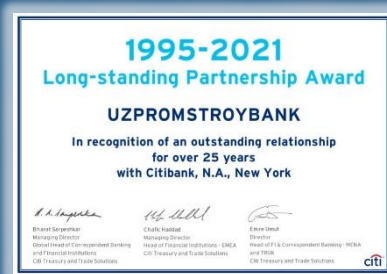 1995-2021
Long-standing Partnership Award
UZPROMSTROYBANK
In recognition of an outstanding relationship
for over 25 years
with Citibank, N.A., New York
Bharat Sarpeshkar
Managing Director
Global Head of Correspondent Banking
and Financial Institutions
Citi Treasury and Trade Solutions
Chafic Haddad
Managing Director
Head of Financial Institutions - EMEA
Citi Treasury and Trade Solutions
Emre Umut
Director
Head of FI & Correspondent Banking - MENA
and TRUK
Citi Treasury and Trade Solutions
citi